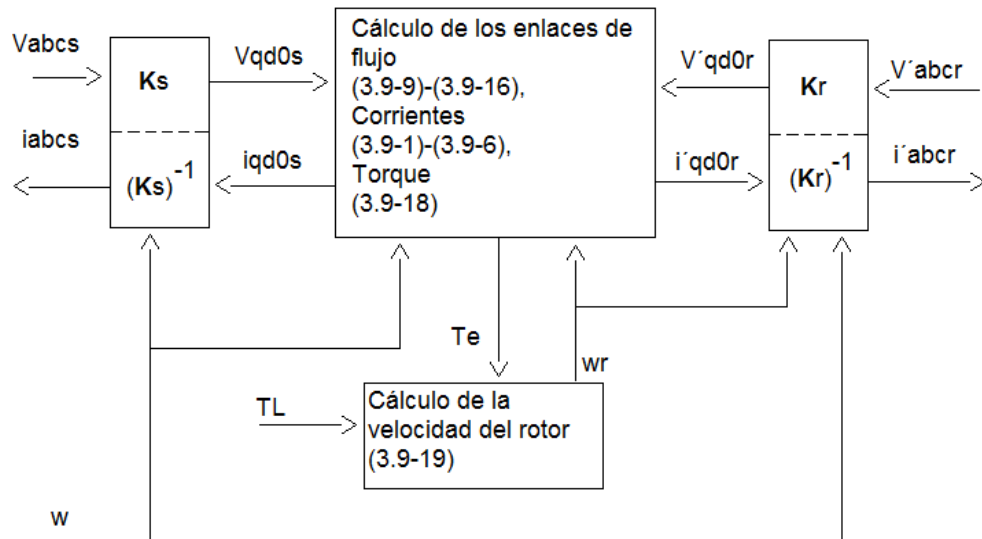 Vabcs
Vqd0s
Ks
iabcs
iqd0s
(Ks)-1
Cálculo de los enlaces de
flujo
(3.9-9)-(3.9-16),
Corrientes
(3.9-1)-(3.9-6),
Torque
(3.9-18)
V´qd0r
V´abcr
Kr
i´qd0r
i´abcr
(Kr)-1
Te
wr
TL
Cálculo de la
velocidad del rotor
(3.9-19)
w